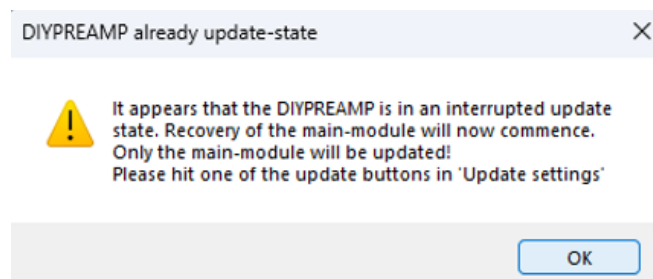 DIYPREAMP already update-state
It appears that the DIYPREAMP is in an interrupted update
state. Recovery of the main-module will now commence.
Only the main-module will be updated!
Please hit one of the update buttons in 'Update settings'
OK